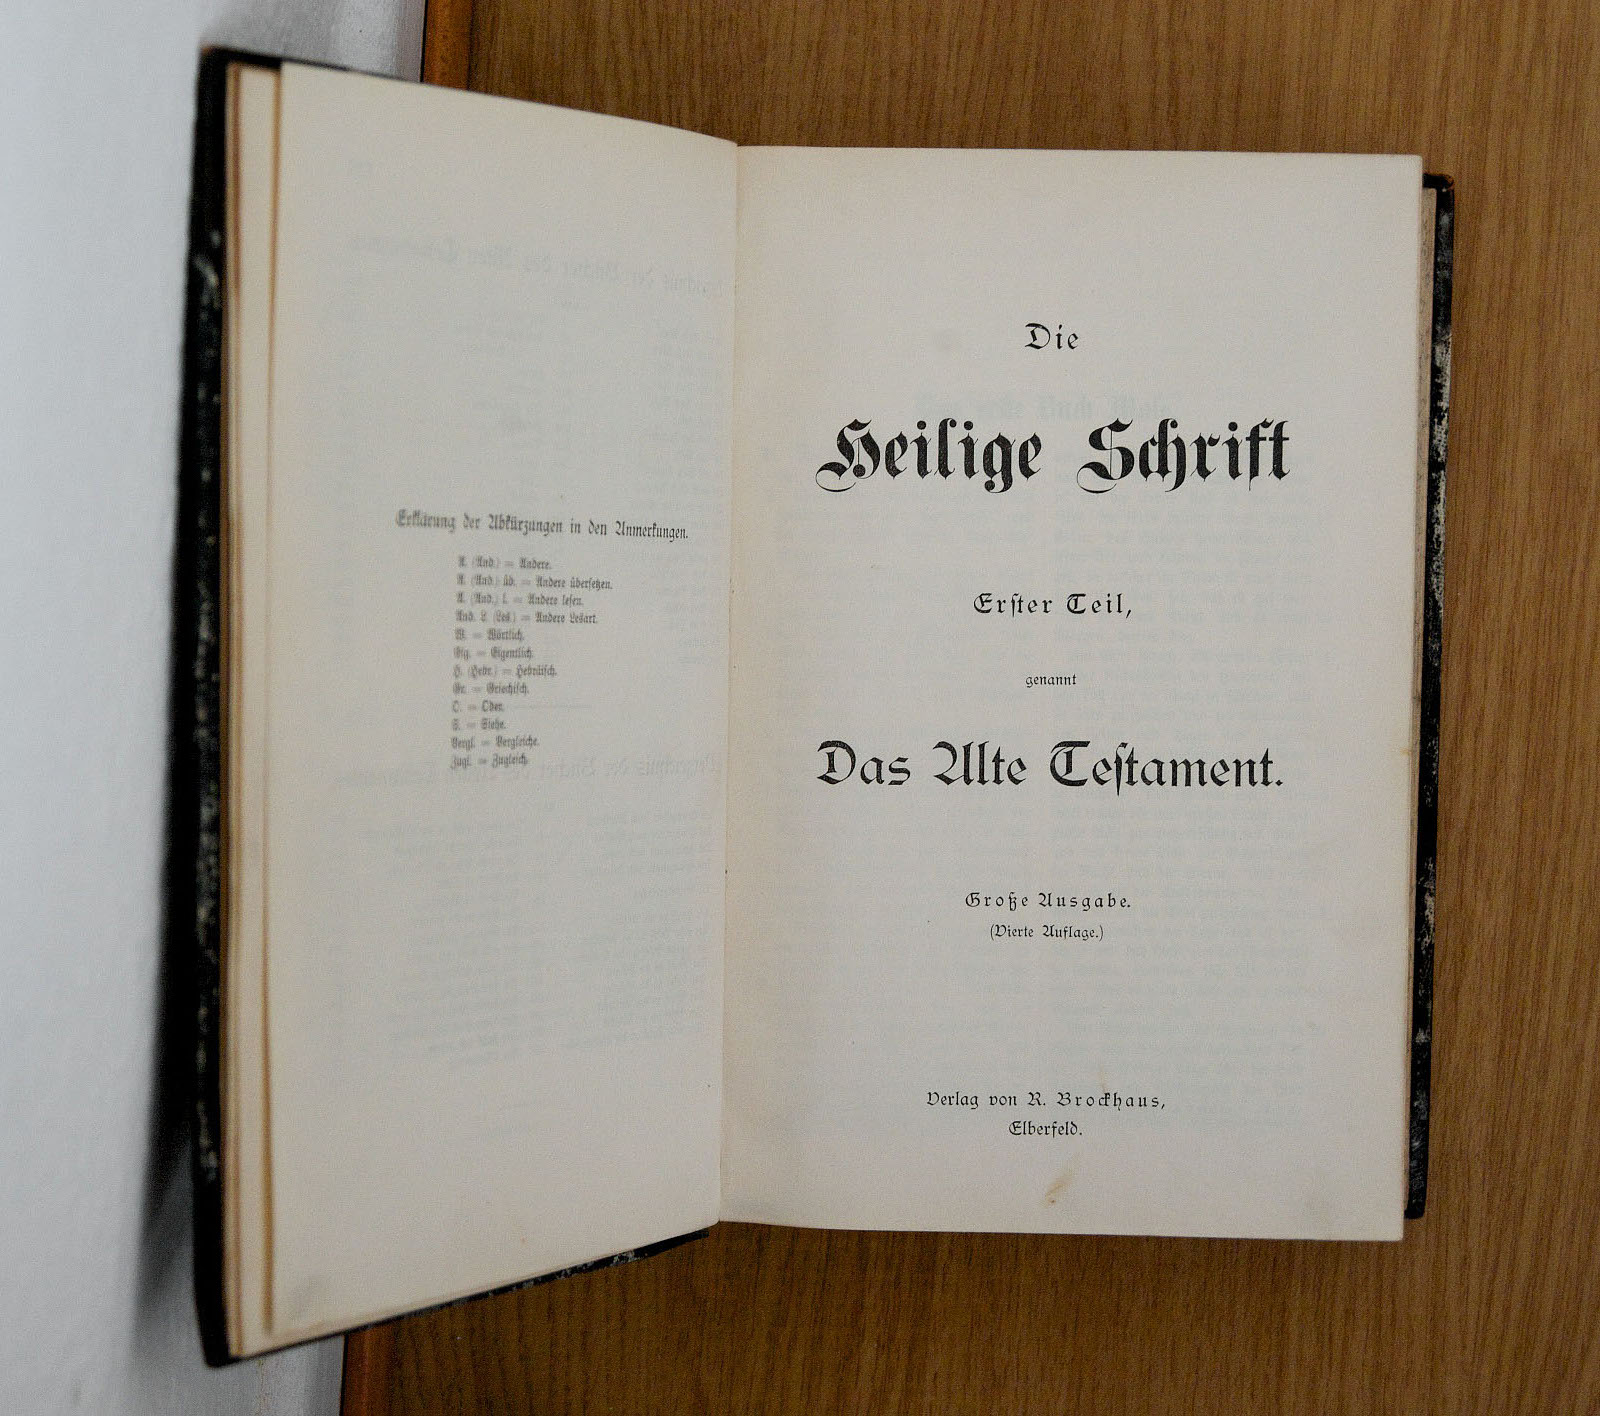 Erklärung der Abkürzungen in den Anmerkungen.
A. (And.) = Andere.
A. (And.) üb. = Andere übersetzen.
A. (And.) l. = Andere lesen.
And. L. (Les.) = Andere Lesart.
W. = Wörtlich.
Eig. = Eigentlich.
H. (Hebr.) = Hebräisch.
Gr. = Griechisch.
O. = Oder.
S. = Siehe.
Vergl. = Vergleiche.
Zugl. = Zugleich.
Die
Heilige Schrift
Erſter Teil,
genannt
Das Alte Teſtament.
Große Ausgabe.
(Vierte Auflage.)
Verlag von R. Brockhaus,
Elberfeld.